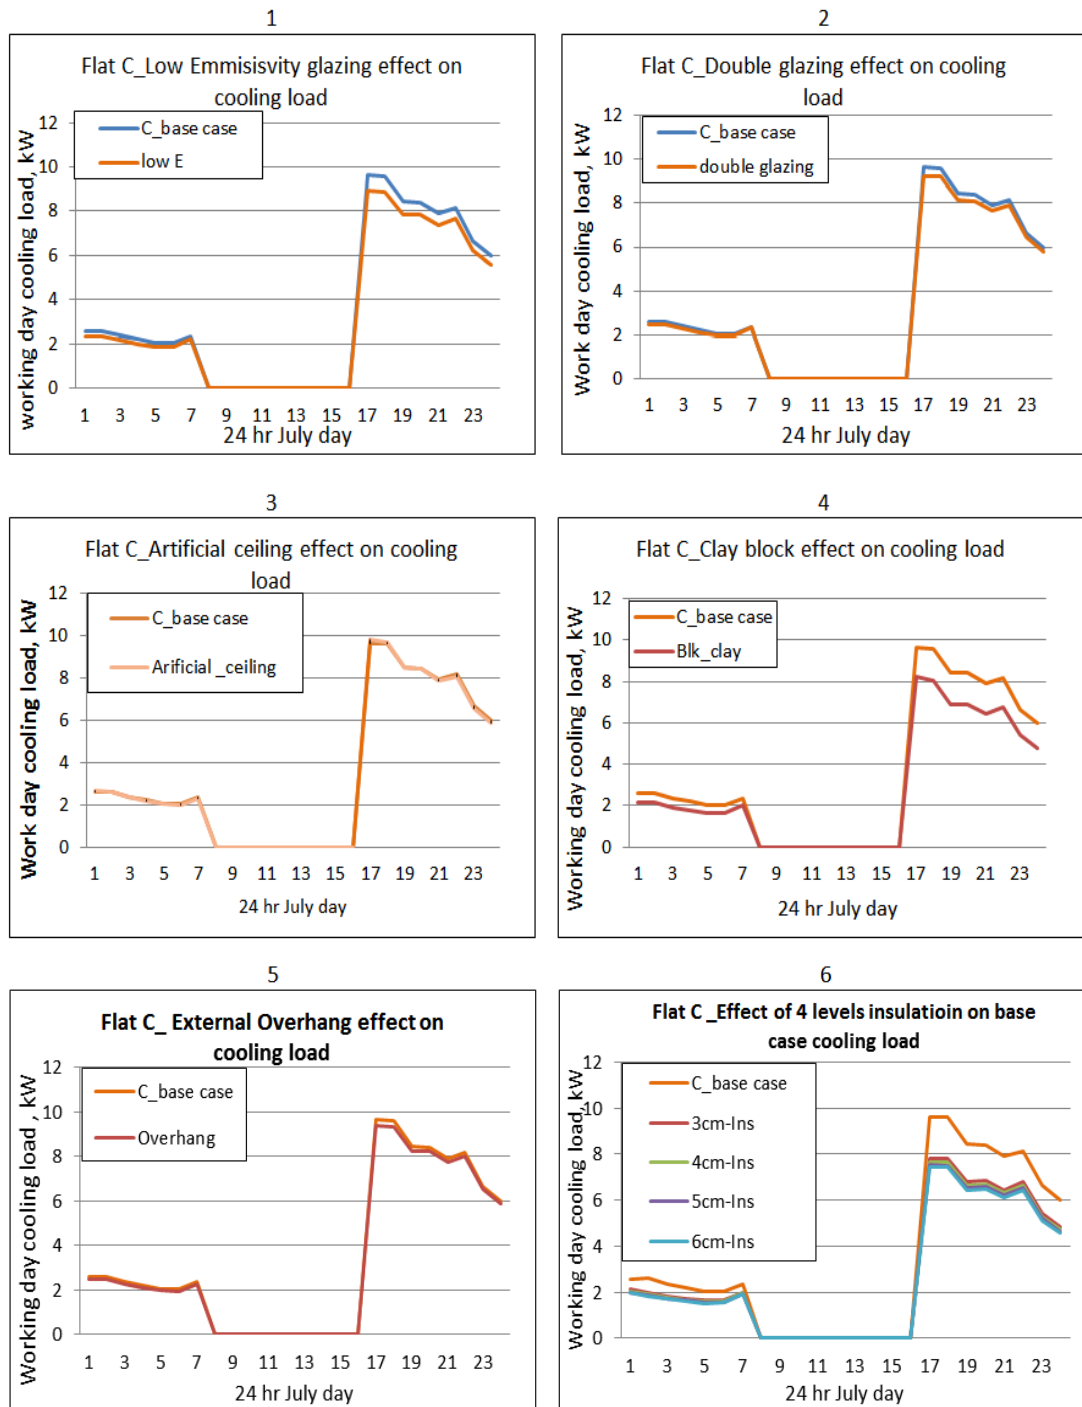 1
Flat C_Low Emmisisvity glazing effect on
cooling load
working day cooling load, kW
12
10
8
6
4
2
0
C_base case
low E
1 3 5 7 9 11 13 15 17 19 21 23
24 hr July day
2
Flat C_Double glazing effect on cooling
load
Work day cooling load, kW
12
10
8
6
4
2
0
C_base case
double glazing
1 3 5 7 9 11 13 15 17 19 21 23
24 hr July day
3
Flat C_Artificial ceiling effect on cooling
load
Work day cooling load, kW
12
10
8
6
4
2
0
C_base case
Arificial _ceiling
1 3 5 7 9 11 13 15 17 19 21 23
24 hr July day
4
Flat C_Clay block effect on cooling load
Working day cooling load, kW
12
10
8
6
4
2
0
C_base case
Blk_clay
1 3 5 7 9 11 13 15 17 19 21 23
24 hr July day
5
Flat C_ External Overhang effect on
cooling load
Working day cooling load , kW
12
10
8
6
4
2
0
C_base case
Overhang
1 3 5 7 9 11 13 15 17 19 21 23
24 hr July day
6
Flat C _Effect of 4 levels insulatioin on base
case cooling load
Working day cooling load, kW
12
10
8
6
4
2
0
C_base case
3cm-Ins
4cm-Ins
5cm-Ins
6cm-Ins
1 3 5 7 9 11 13 15 17 19 21 23
24 hr July day